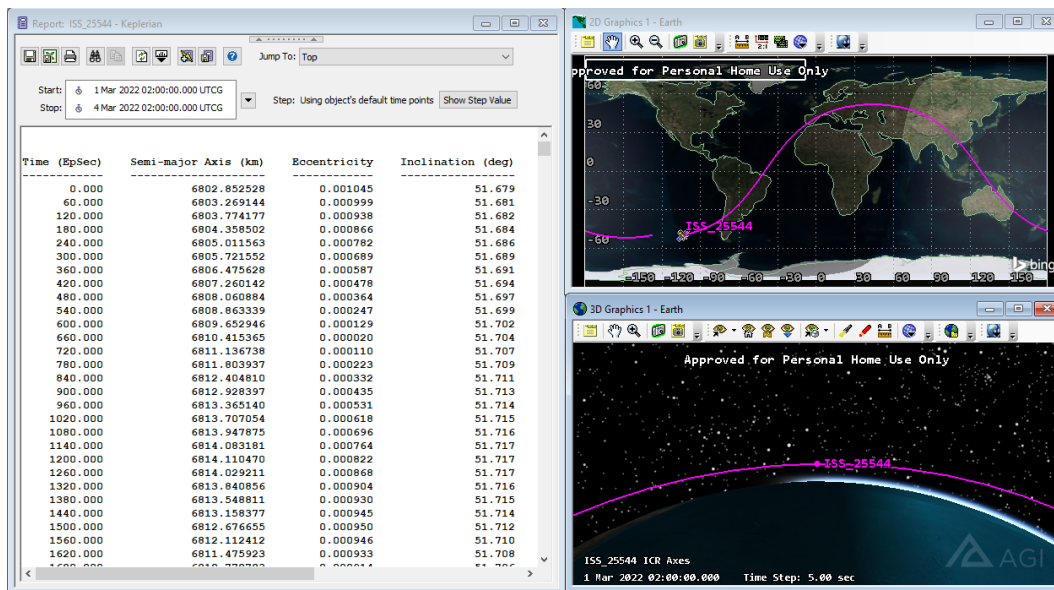 Report: ISS_25544 - Keplerian
Jump To: Top
Start: 1 Mar 2022 02:00:00.000 UTCG
Stop: 4 Mar 2022 02:00:00.000 UTCG
Step: Using object's default time points Show Step Value
Time (EpSec) Semi-major Axis (km) Eccentricity Inclination (deg)
------------ -------------------- ------------ -----------------
0.000 6802.852528 0.001045 51.679
60.000 6803.269144 0.000999 51.681
120.000 6803.774177 0.000938 51.682
180.000 6804.358502 0.000866 51.684
240.000 6805.011563 0.000782 51.686
300.000 6805.721552 0.000689 51.689
360.000 6806.475628 0.000587 51.691
420.000 6807.260142 0.000478 51.694
480.000 6808.060884 0.000364 51.697
540.000 6808.863339 0.000247 51.699
600.000 6809.652946 0.000129 51.702
660.000 6810.415365 0.000020 51.704
720.000 6811.136738 0.000110 51.707
780.000 6811.803937 0.000223 51.709
840.000 6812.404810 0.000332 51.711
900.000 6812.928397 0.000435 51.713
960.000 6813.365140 0.000531 51.714
1020.000 6813.707054 0.000618 51.715
1080.000 6813.947875 0.000696 51.716
1140.000 6814.083181 0.000764 51.717
1200.000 6814.110470 0.000822 51.717
1260.000 6814.029211 0.000868 51.717
1320.000 6813.840856 0.000904 51.716
1380.000 6813.548811 0.000930 51.715
1440.000 6813.158377 0.000945 51.714
1500.000 6812.676655 0.000950 51.712
1560.000 6812.112412 0.000946 51.710
1620.000 6811.475923 0.000933 51.708
2D Graphics 1 - Earth
pproved for Personal Home Use Only
60
30
0
-30
ISS_25544
-60
bing
-150 -120 -90 -60 -30 0 30 60 90 120 150
3D Graphics 1 - Earth
Approved for Personal Home Use Only
ISS_25544
AGI
ISS_25544 ICR Axes
1 Mar 2022 02:00:00.000 Time Step: 5.00 sec